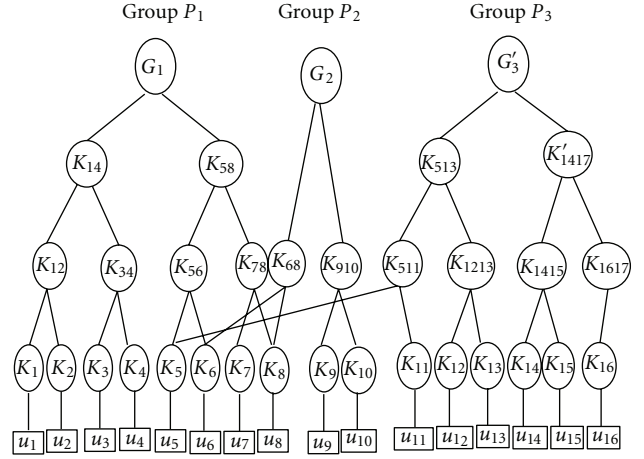 Group P₁ Group P₂ Group P₃
G₁ G₂ G′₃
K₁₄ K₅₈ K₅₁₃ K′₁₄₁₇
K₁₂ K₃₄ K₅₆ K₇₈ K₆₈ K₉₁₀ K₅₁₁ K₁₂₁₃ K₁₄₁₅ K₁₆₁₇
K₁ K₂ K₃ K₄ K₅ K₆ K₇ K₈ K₉ K₁₀ K₁₁ K₁₂ K₁₃ K₁₄ K₁₅ K₁₆
u₁ u₂ u₃ u₄ u₅ u₆ u₇ u₈ u₉ u₁₀ u₁₁ u₁₂ u₁₃ u₁₄ u₁₅ u₁₆